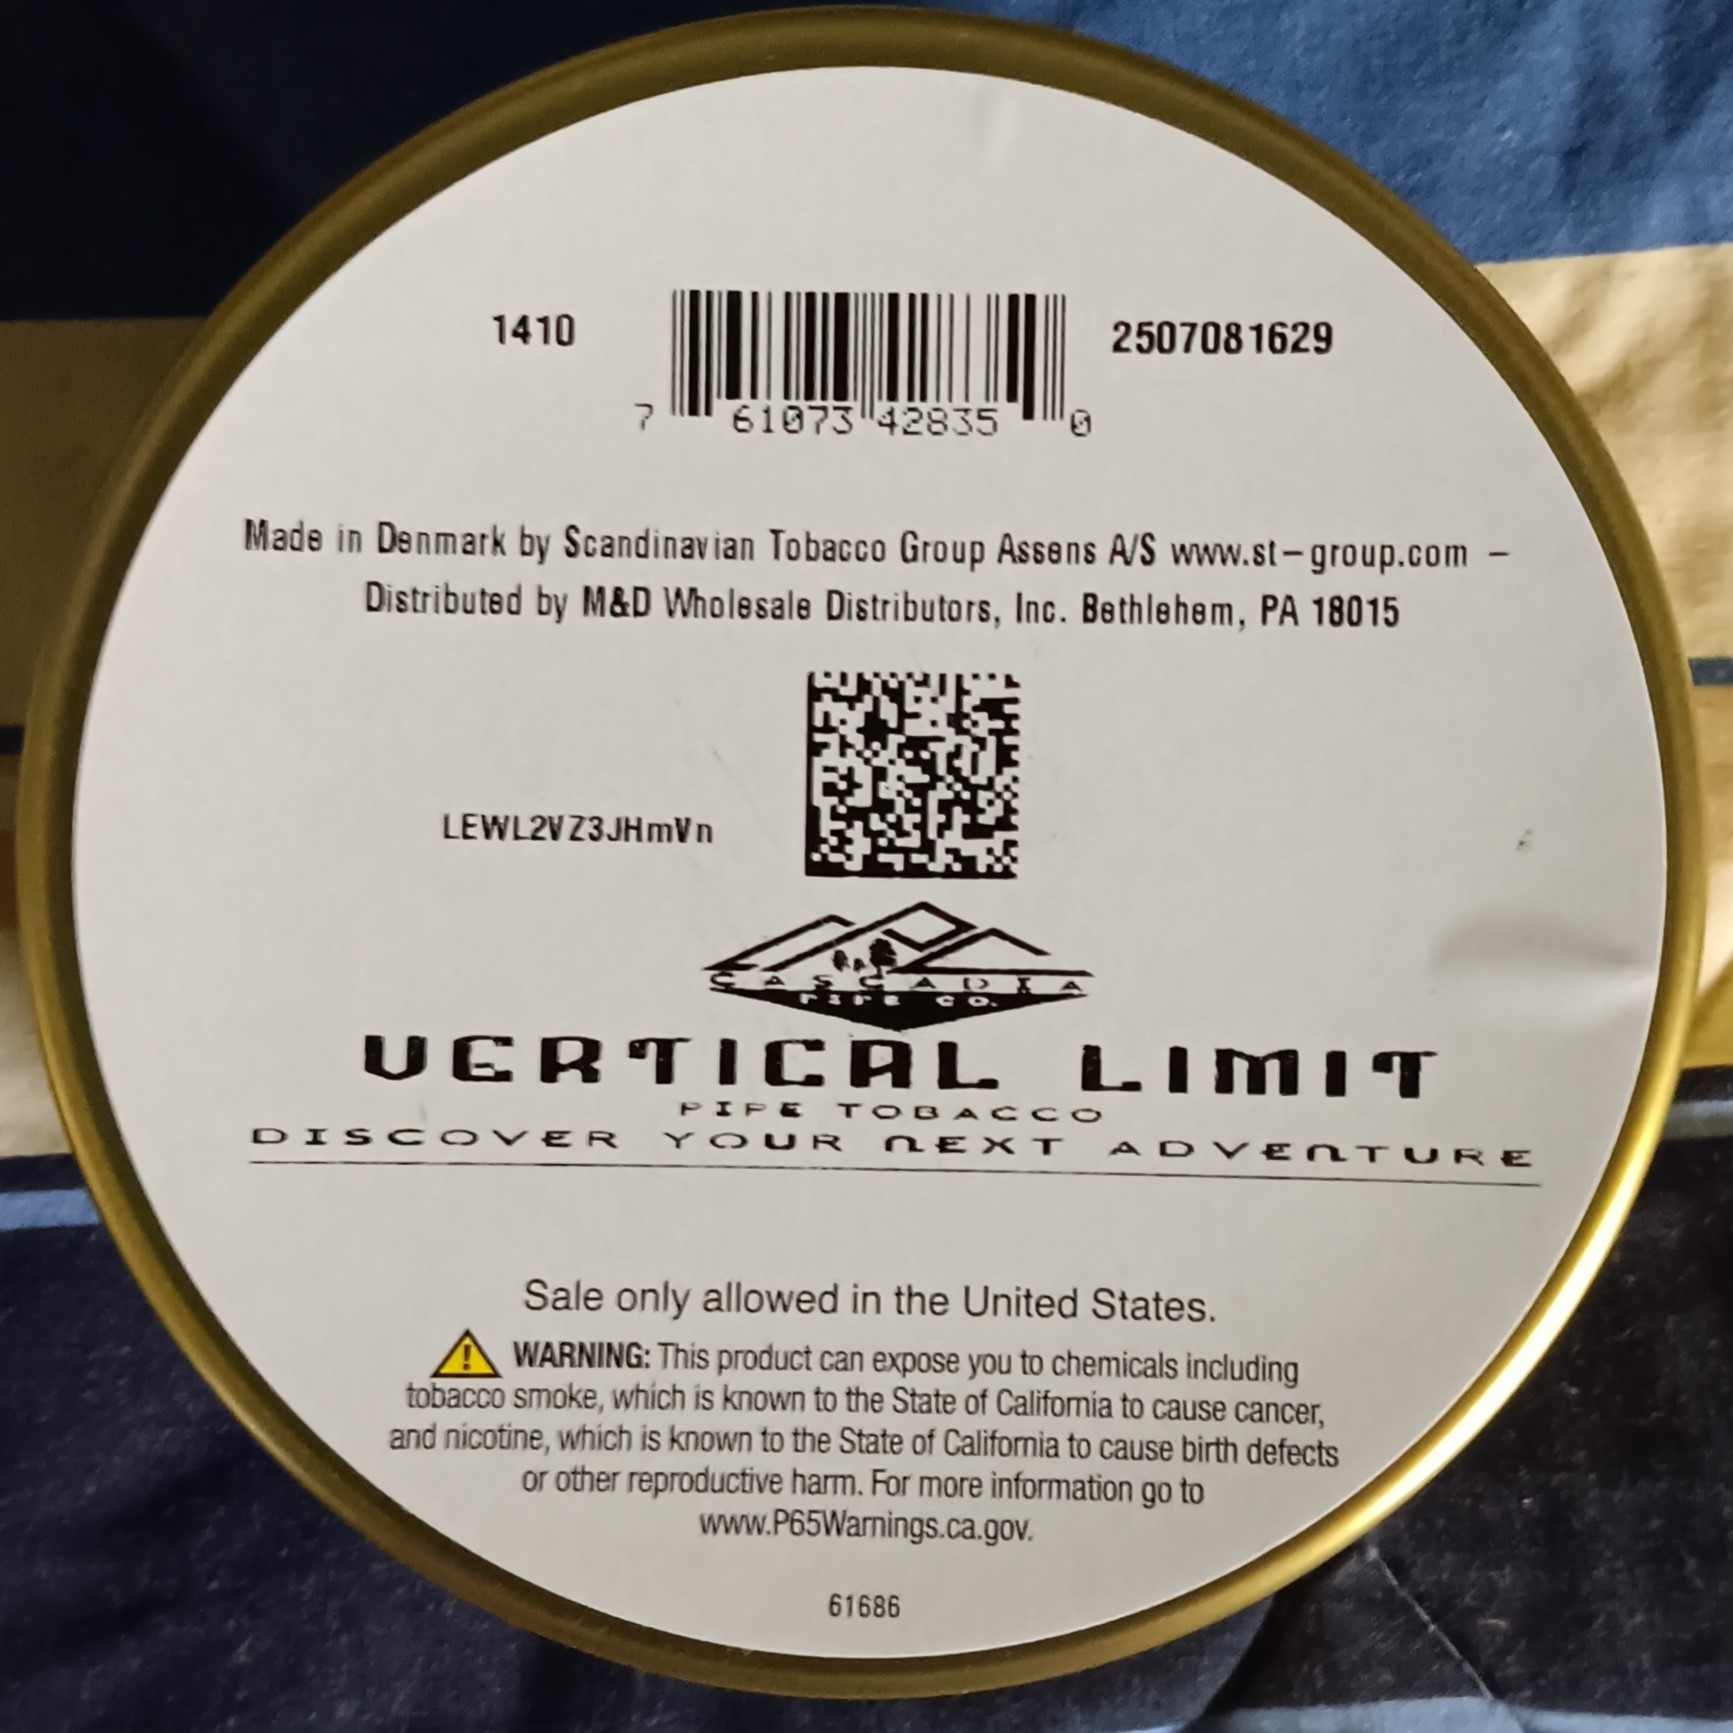 1410
2507081629
7 61073 42835 0
Made in Denmark by Scandinavian Tobacco Group Assens A/S www.st-group.com -
Distributed by M&D Wholesale Distributors, Inc. Bethlehem, PA 18015
LEWL2VZ3JHmVn
CASCADIA
PIPE CO.
VERTICAL LIMIT
PIPE TOBACCO
DISCOVER YOUR NEXT ADVENTURE
Sale only allowed in the United States.
WARNING: This product can expose you to chemicals including
tobacco smoke, which is known to the State of California to cause cancer,
and nicotine, which is known to the State of California to cause birth defects
or other reproductive harm. For more information go to
www.P65Warnings.ca.gov.
61686